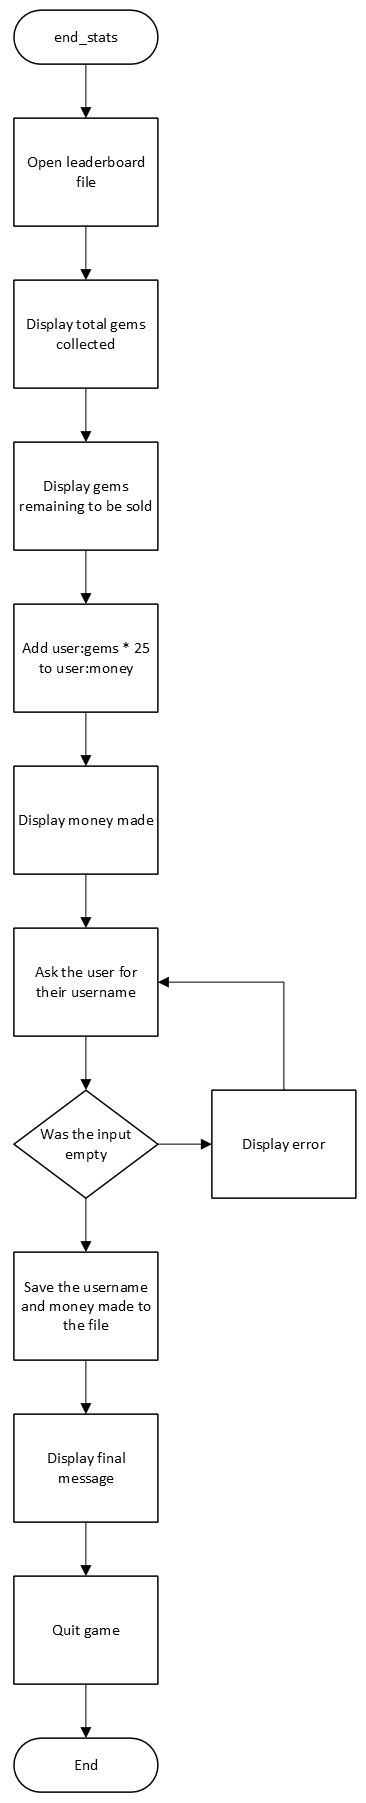 end_stats
Open leaderboard
file
Display total gems
collected
Display gems
remaining to be sold
Add user:gems * 25
to user:money
Display money made
Ask the user for
their username
Was the input
empty
Display error
Save the username
and money made to
the file
Display final
message
Quit game
End